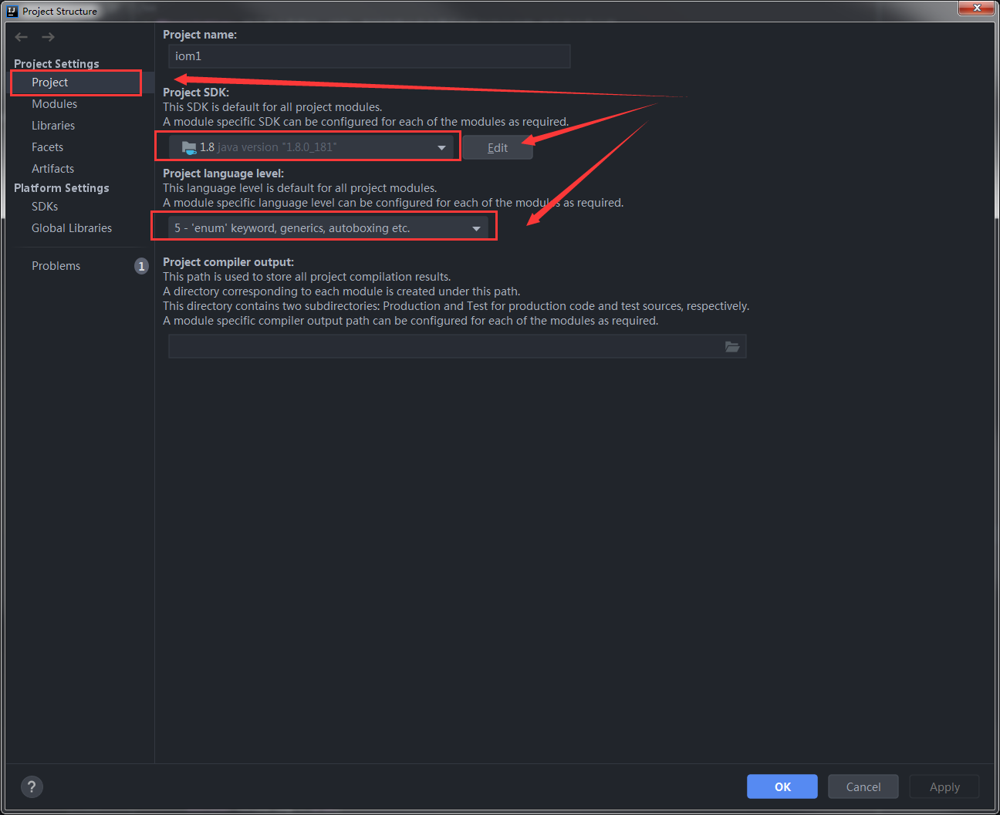 IJ Project Structure
Project Settings
Project
Modules
Libraries
Facets
Artifacts
Platform Settings
SDKs
Global Libraries
Problems 1
Project name:
iom1
Project SDK:
This SDK is default for all project modules.
A module specific SDK can be configured for each of the modules as required.
1.8 java version "1.8.0_181"
Edit
Project language level:
This language level is default for all project modules.
A module specific language level can be configured for each of the modules as required.
5 - 'enum' keyword, generics, autoboxing etc.
Project compiler output:
This path is used to store all project compilation results.
A directory corresponding to each module is created under this path.
This directory contains two subdirectories: Production and Test for production code and test sources, respectively.
A module specific compiler output path can be configured for each of the modules as required.
?
OK
Cancel
Apply